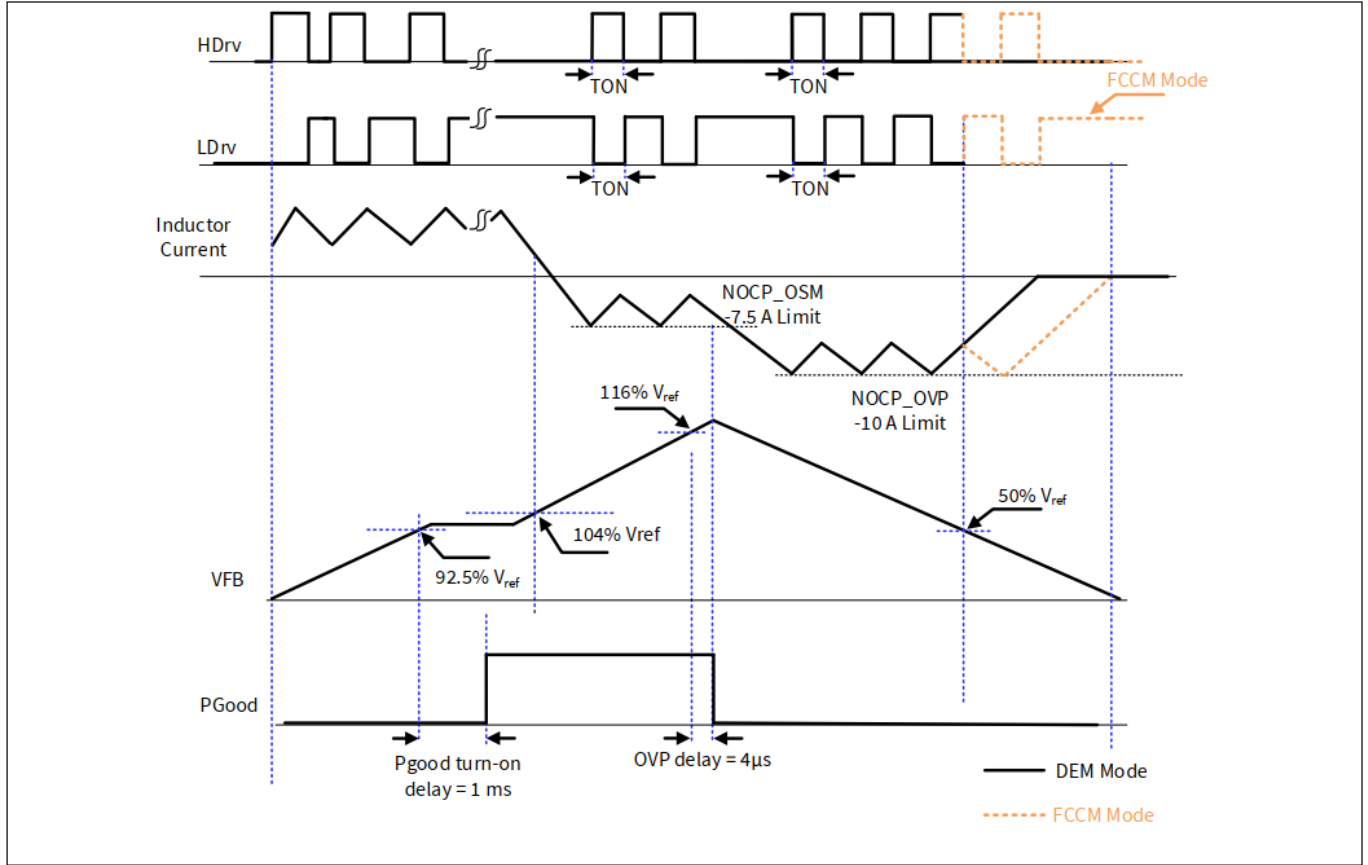 HDrv
TON
TON
FCCM Mode
LDrv
TON
TON
Inductor
Current
NOCP_OSM
-7.5 A Limit
NOCP_OVP
-10 A Limit
116% Vref
50% Vref
104% Vref
92.5% Vref
VFB
PGood
Pgood turn-on
delay = 1 ms
OVP delay = 4µs
DEM Mode
FCCM Mode